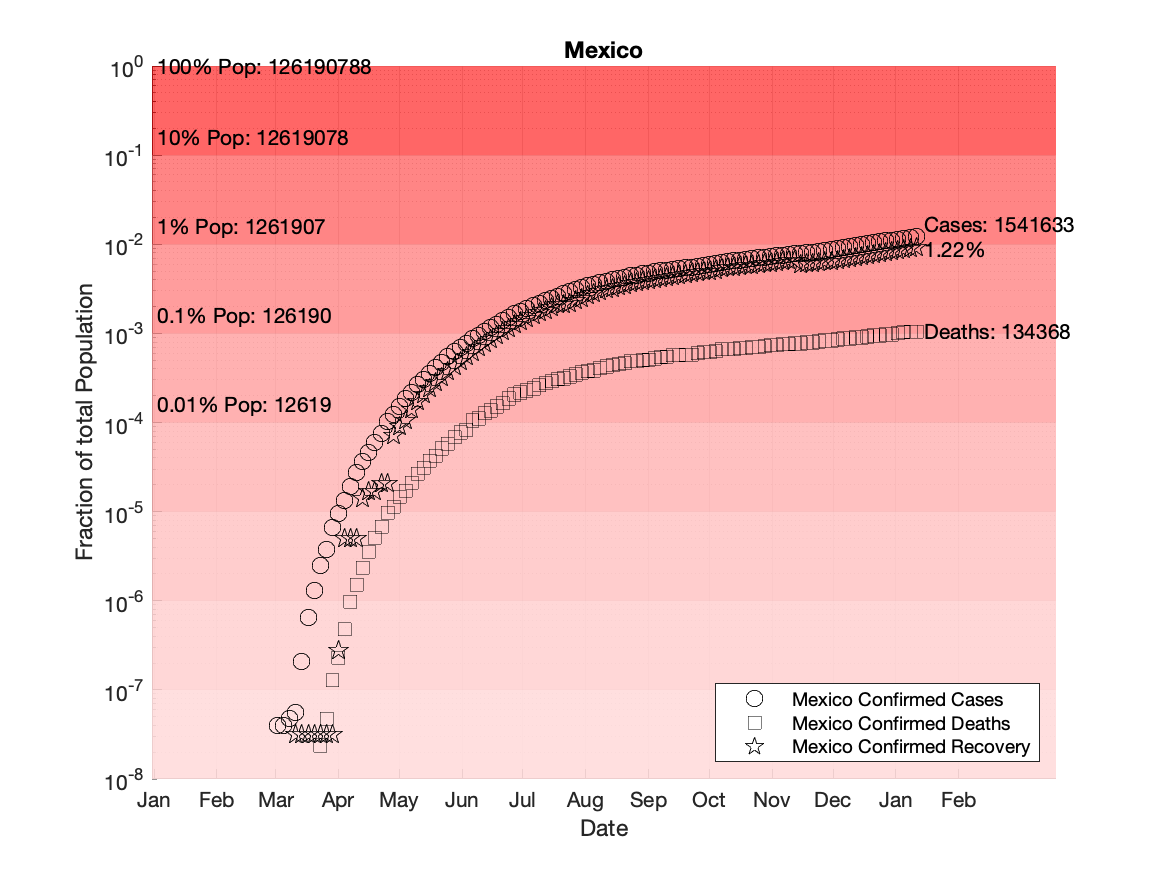 Mexico
10^0
100% Pop: 126190788
10% Pop: 12619078
10^-1
1% Pop: 1261907
Cases: 1541633
10^-2
1.22%
0.1% Pop: 126190
10^-3
Deaths: 134368
0.01% Pop: 12619
10^-4
10^-5
10^-6
10^-7
10^-8
Fraction of total Population
Mexico Confirmed Cases
Mexico Confirmed Deaths
Mexico Confirmed Recovery
Jan Feb Mar Apr May Jun Jul Aug Sep Oct Nov Dec Jan Feb
Date